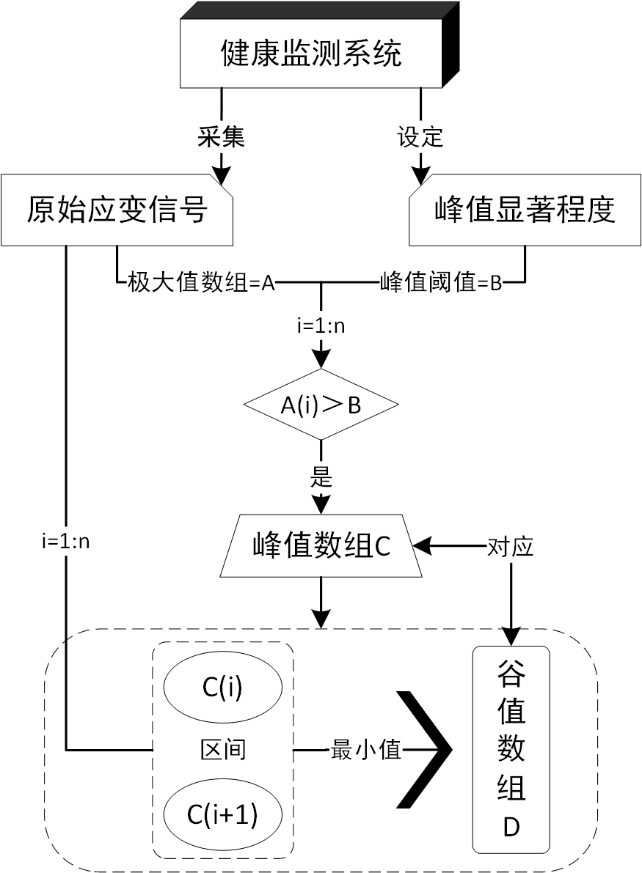 健康监测系统
采集
设定
原始应变信号
峰值显著程度
极大值数组=A
峰值阈值=B
i=1:n
A(i)＞B
是
i=1:n
峰值数组C
对应
C(i)
区间
C(i+1)
最小值
谷
值
数
组
D